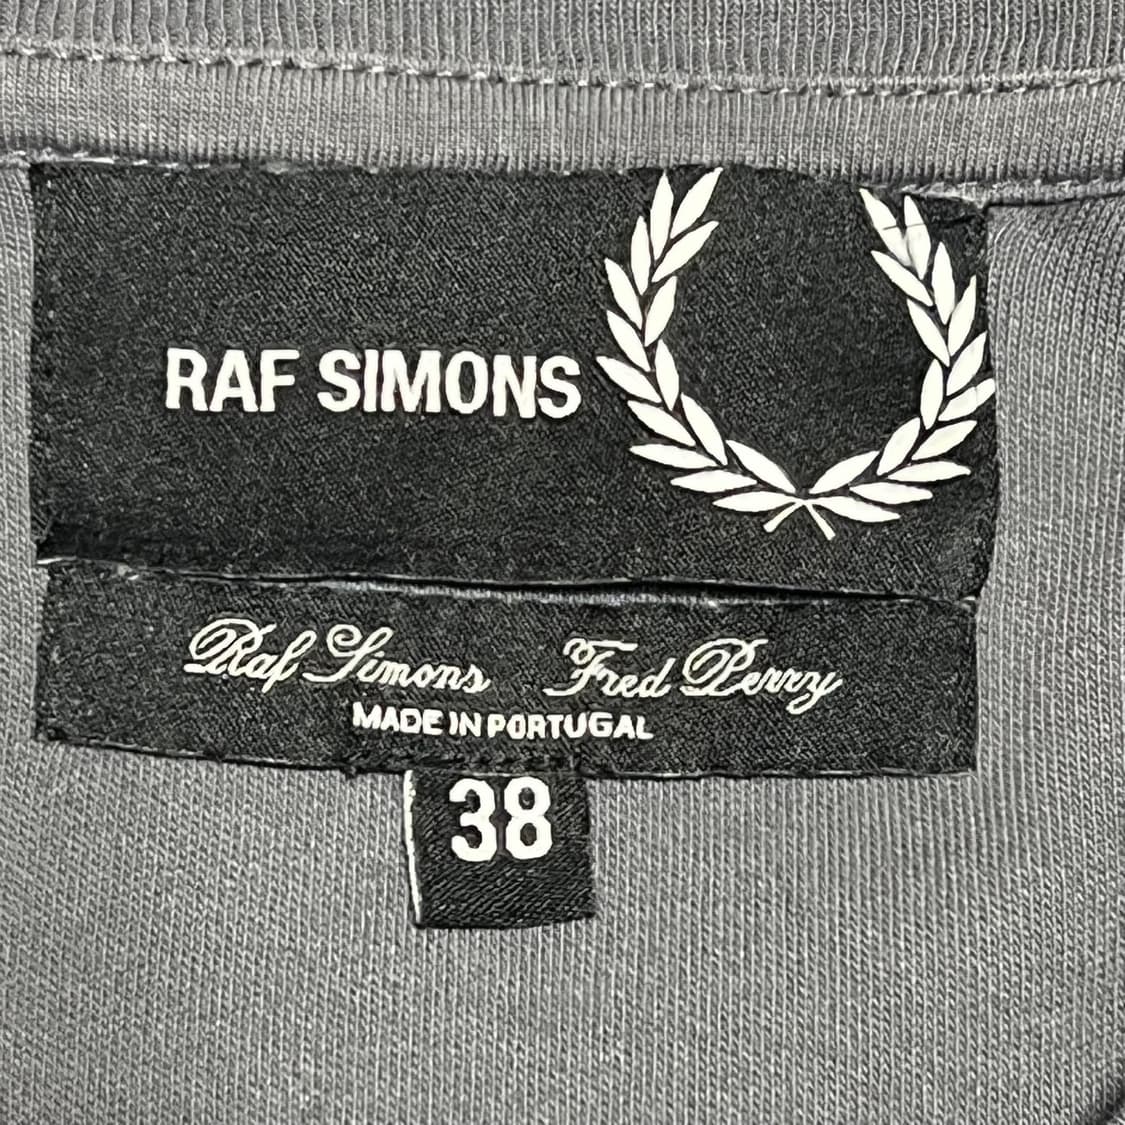 RAF SIMONS
Raf Simons Fred Perry
MADE IN PORTUGAL
38